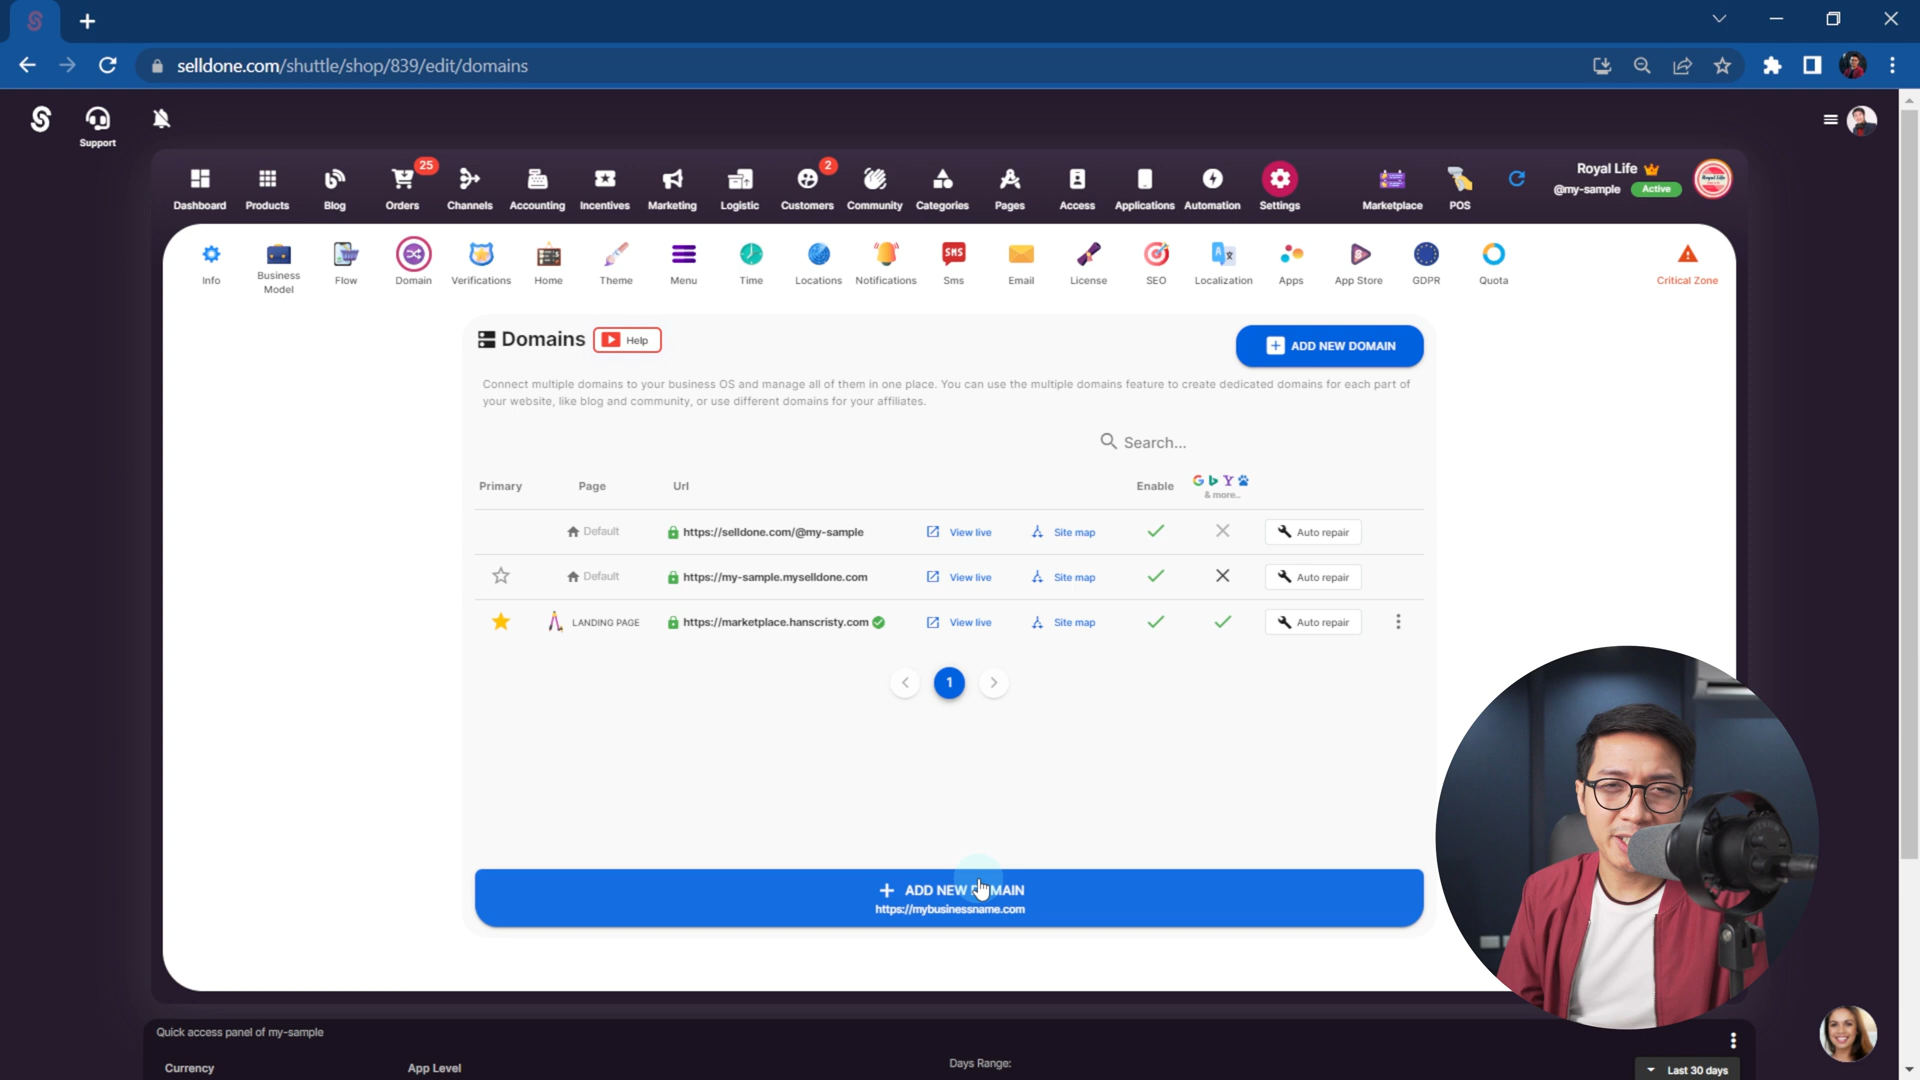 selldone.com/shuttle/shop/839/edit/domains
Support
Dashboard
Products
Blog
25
Orders
Channels
Accounting
Incentives
Marketing
Logistic
2
Customers
Community
Categories
Pages
Access
Applications
Automation
Settings
Marketplace
POS
Royal Life
@my-sample Active
Info
Business
Model
Flow
Domain
Verifications
Home
Theme
Menu
Time
Locations
Notifications
SMS
Sms
Email
License
SEO
Localization
Apps
App Store
GDPR
Quota
Critical Zone
Domains Help
ADD NEW DOMAIN
Connect multiple domains to your business OS and manage all of them in one place. You can use the multiple domains feature to create dedicated domains for each part of
your website, like blog and community, or use different domains for your affiliates.
Search...
Primary Page Url Enable
& more..
Default https://selldone.com/@my-sample View live Site map Auto repair
Default https://my-sample.myselldone.com View live Site map Auto repair
LANDING PAGE https://marketplace.hanscristy.com View live Site map Auto repair
1
ADD NEW DOMAIN
https://mybusinessname.com
Quick access panel of my-sample
Currency App Level Days Range:
Last 30 days